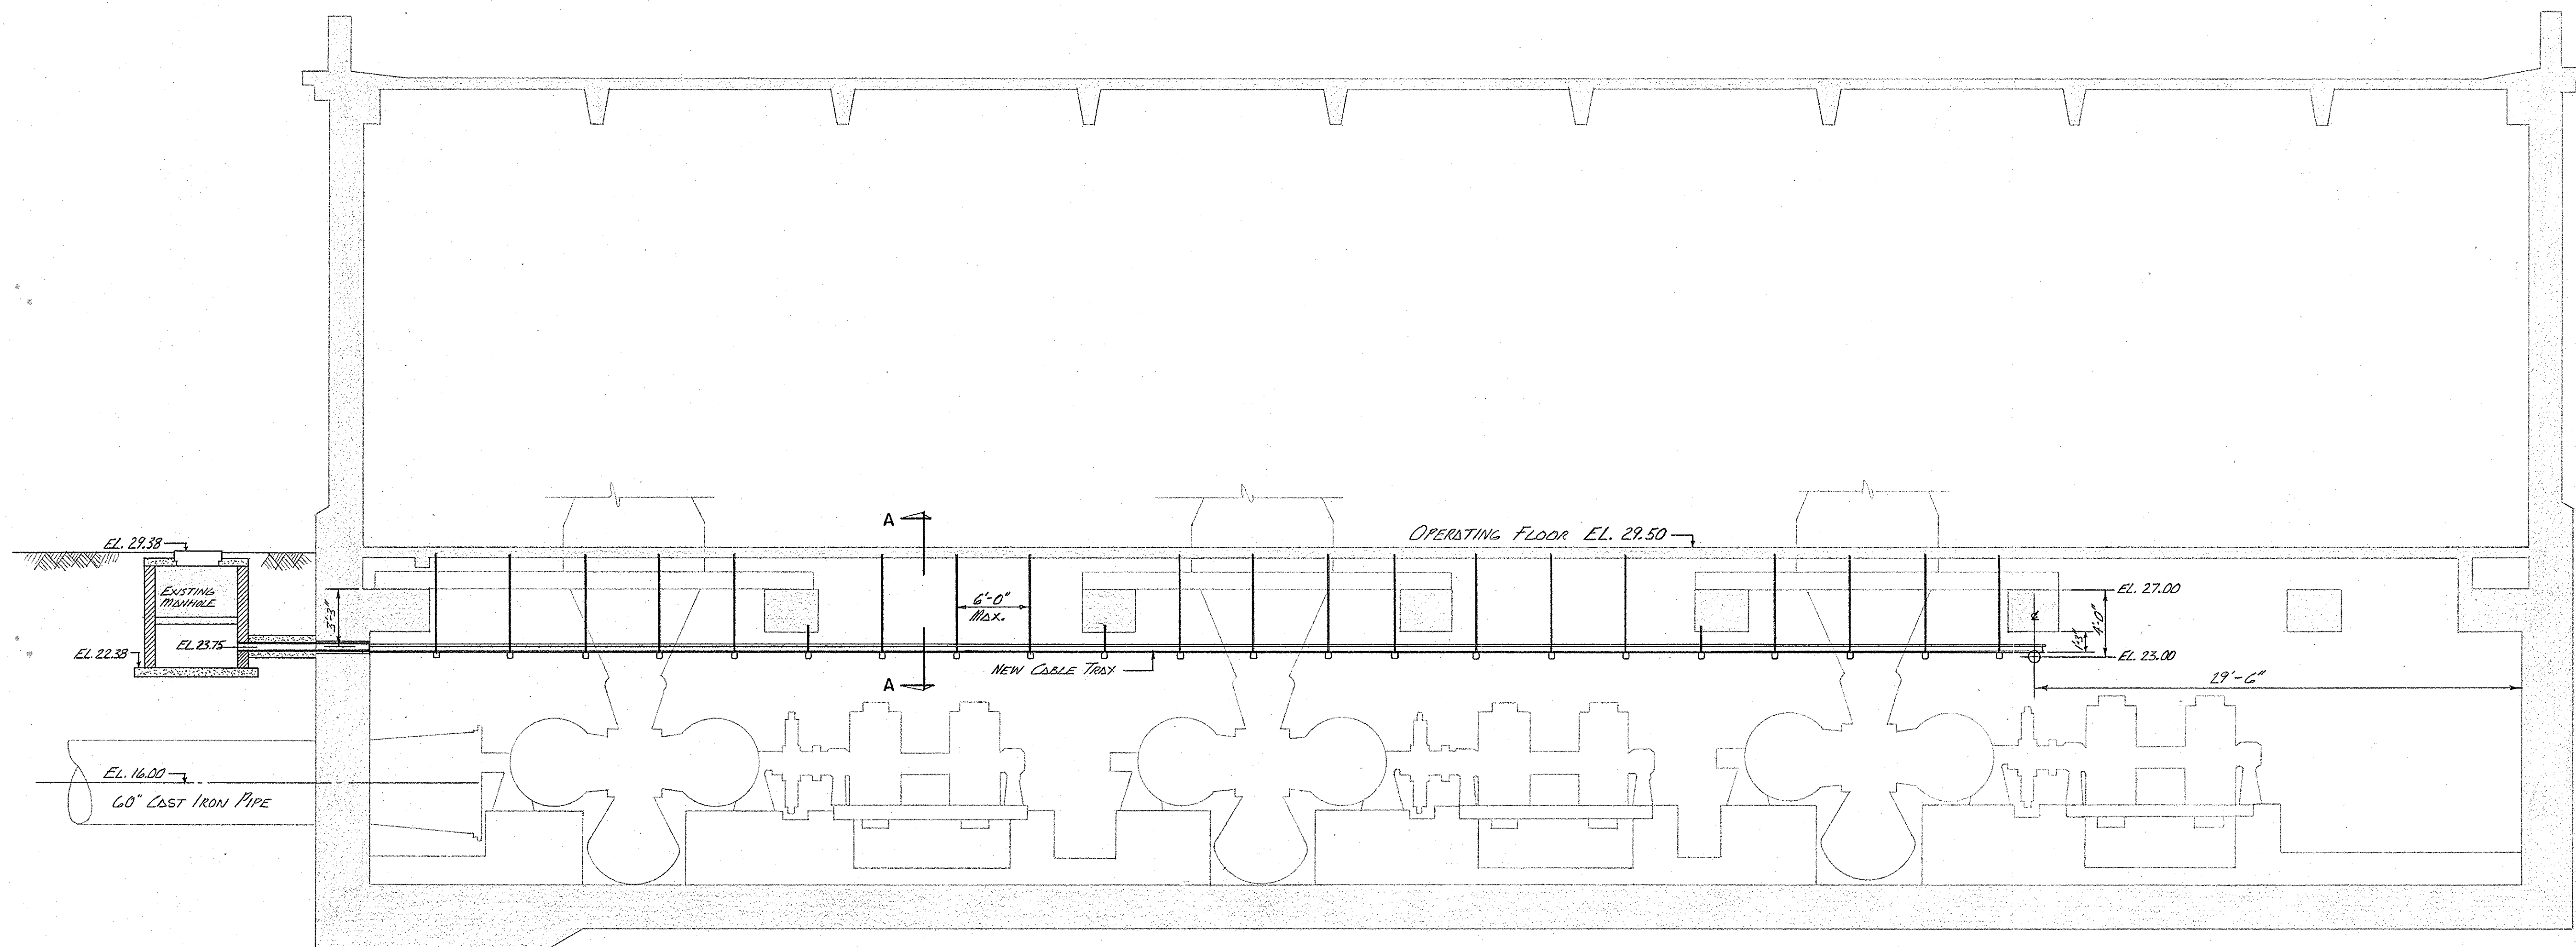 A
OPERATING FLOOR EL. 29.50
EL. 29.38
EXISTING
MANHOLE
3'-3"
6'-0"
MAX.
EL. 27.00
℄
4'-0"
1'-3"
EL. 23.75
EL. 22.38
NEW CABLE TRAY
EL. 23.00
A
29'-6"
EL. 16.00
60" CAST IRON PIPE